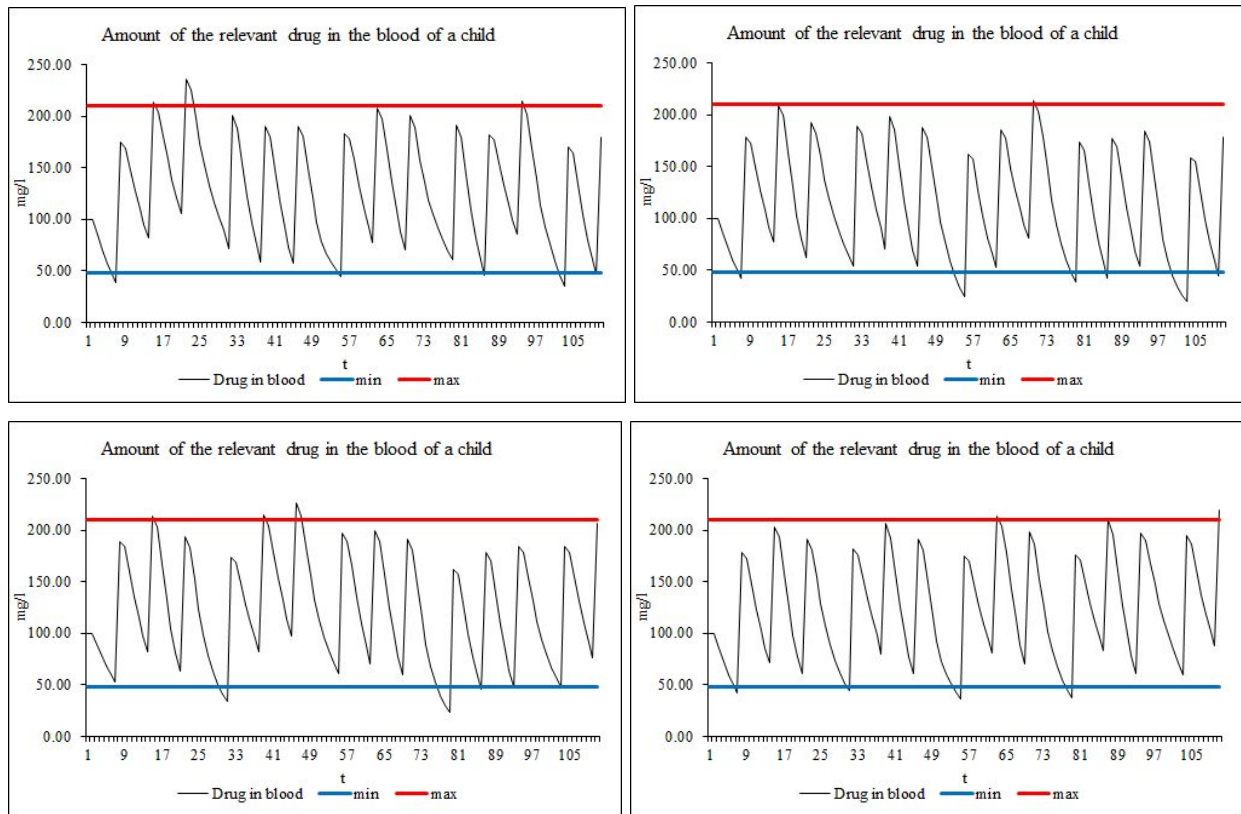 Amount of the relevant drug in the blood of a child
250.00
200.00
150.00
100.00
50.00
0.00
mg/l
1 9 17 25 33 41 49 57 65 73 81 89 97 105
t
Drug in blood min max
Amount of the relevant drug in the blood of a child
250.00
200.00
150.00
100.00
50.00
0.00
mg/l
1 9 17 25 33 41 49 57 65 73 81 89 97 105
t
Drug in blood min max
Amount of the relevant drug in the blood of a child
250.00
200.00
150.00
100.00
50.00
0.00
mg/l
1 9 17 25 33 41 49 57 65 73 81 89 97 105
t
Drug in blood min max
Amount of the relevant drug in the blood of a child
250.00
200.00
150.00
100.00
50.00
0.00
mg/l
1 9 17 25 33 41 49 57 65 73 81 89 97 105
t
Drug in blood min max